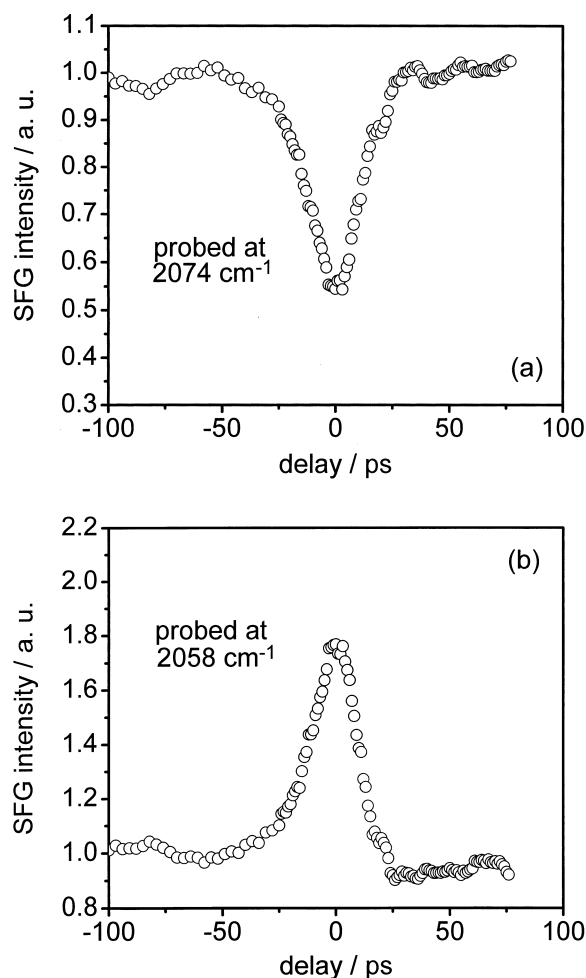 1.1
1.0
0.9
0.8
0.7
0.6
0.5
0.4
0.3
SFG intensity / a. u.
probed at
2074 cm⁻¹
(a)
-100 -50 0 50 100
delay / ps
2.2
2.0
1.8
1.6
1.4
1.2
1.0
0.8
SFG intensity / a. u.
(b)
probed at
2058 cm⁻¹
-100 -50 0 50 100
delay / ps